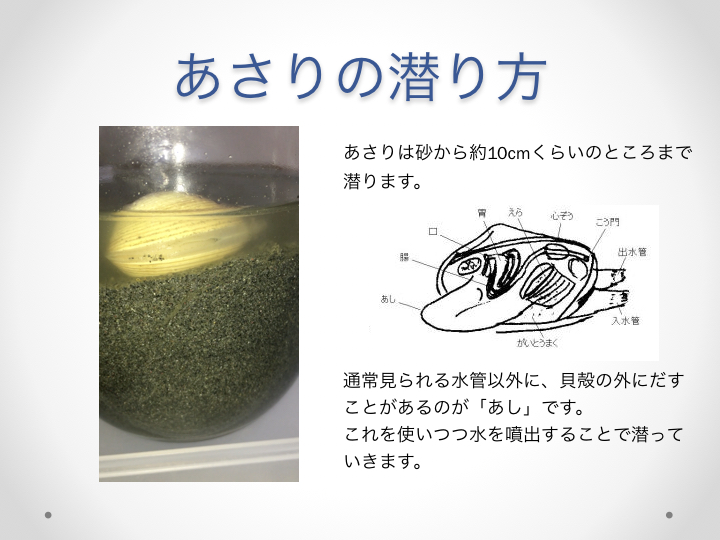 あさりの潜り方
あさりは砂から約10cmくらいのところまで
潜ります。
胃
えら
心ぞう
こう門
口
出水管
腸
あし
入水管
がいとうまく
通常見られる水管以外に、貝殻の外にだす
ことがあるのが「あし」です。
これを使いつつ水を噴出することで潜って
いきます。